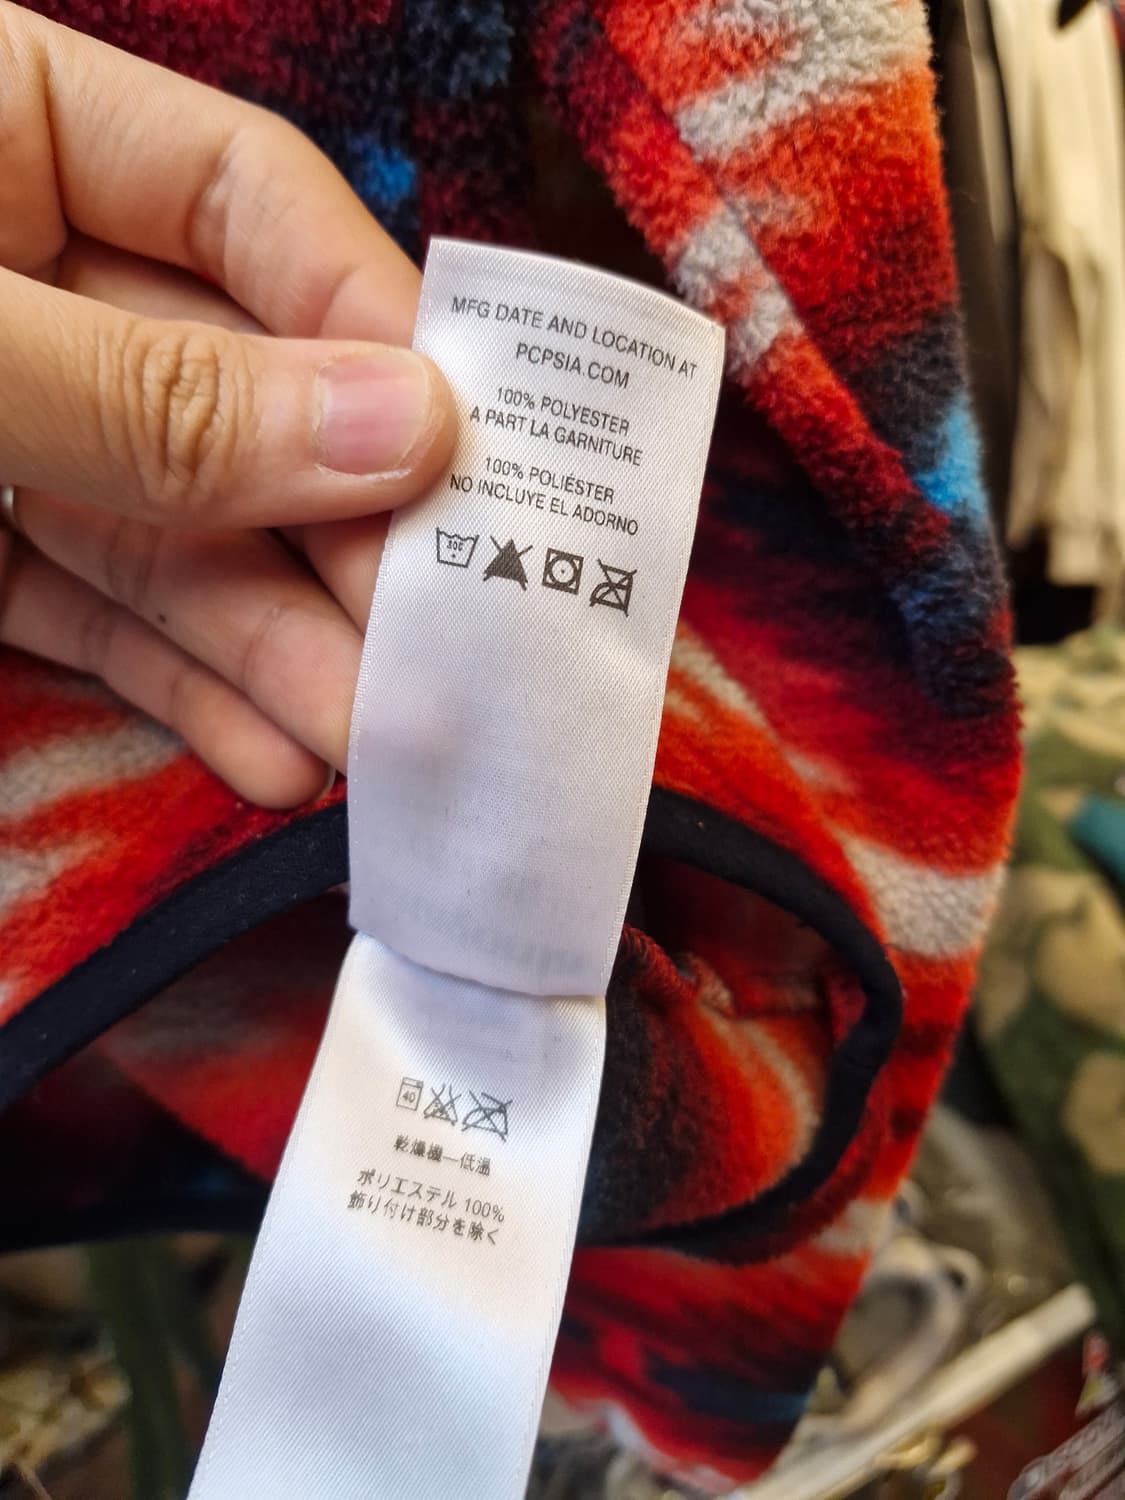 MFG DATE AND LOCATION AT
PCPSIA.COM
100% POLYESTER
A PART LA GARNITURE
100% POLIÉSTER
NO INCLUYE EL ADORNO
30C
40
乾燥機—低温
ポリエステル 100%
飾り付け部分を除く